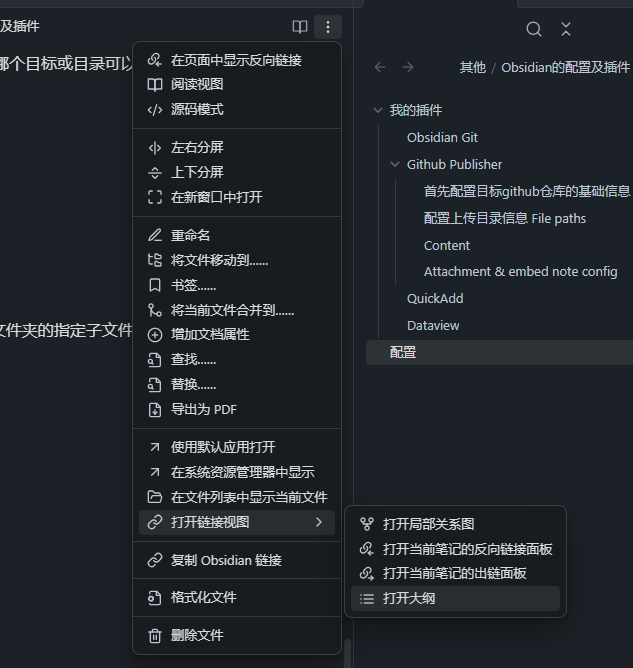 及插件
哪个目标或目录可以
文件夹的指定子文件
在页面中显示反向链接
阅读视图
源码模式
左右分屏
上下分屏
在新窗口中打开
重命名
将文件移动到......
书签......
将当前文件合并到......
增加文档属性
查找......
替换......
导出为 PDF
使用默认应用打开
在系统资源管理器中显示
在文件列表中显示当前文件
打开链接视图
复制 Obsidian 链接
格式化文件
删除文件
打开局部关系图
打开当前笔记的反向链接面板
打开当前笔记的出链面板
打开大纲
其他 / Obsidian的配置及插件
我的插件
Obsidian Git
Github Publisher
首先配置目标github仓库的基础信息
配置上传目录信息 File paths
Content
Attachment & embed note config
QuickAdd
Dataview
配置